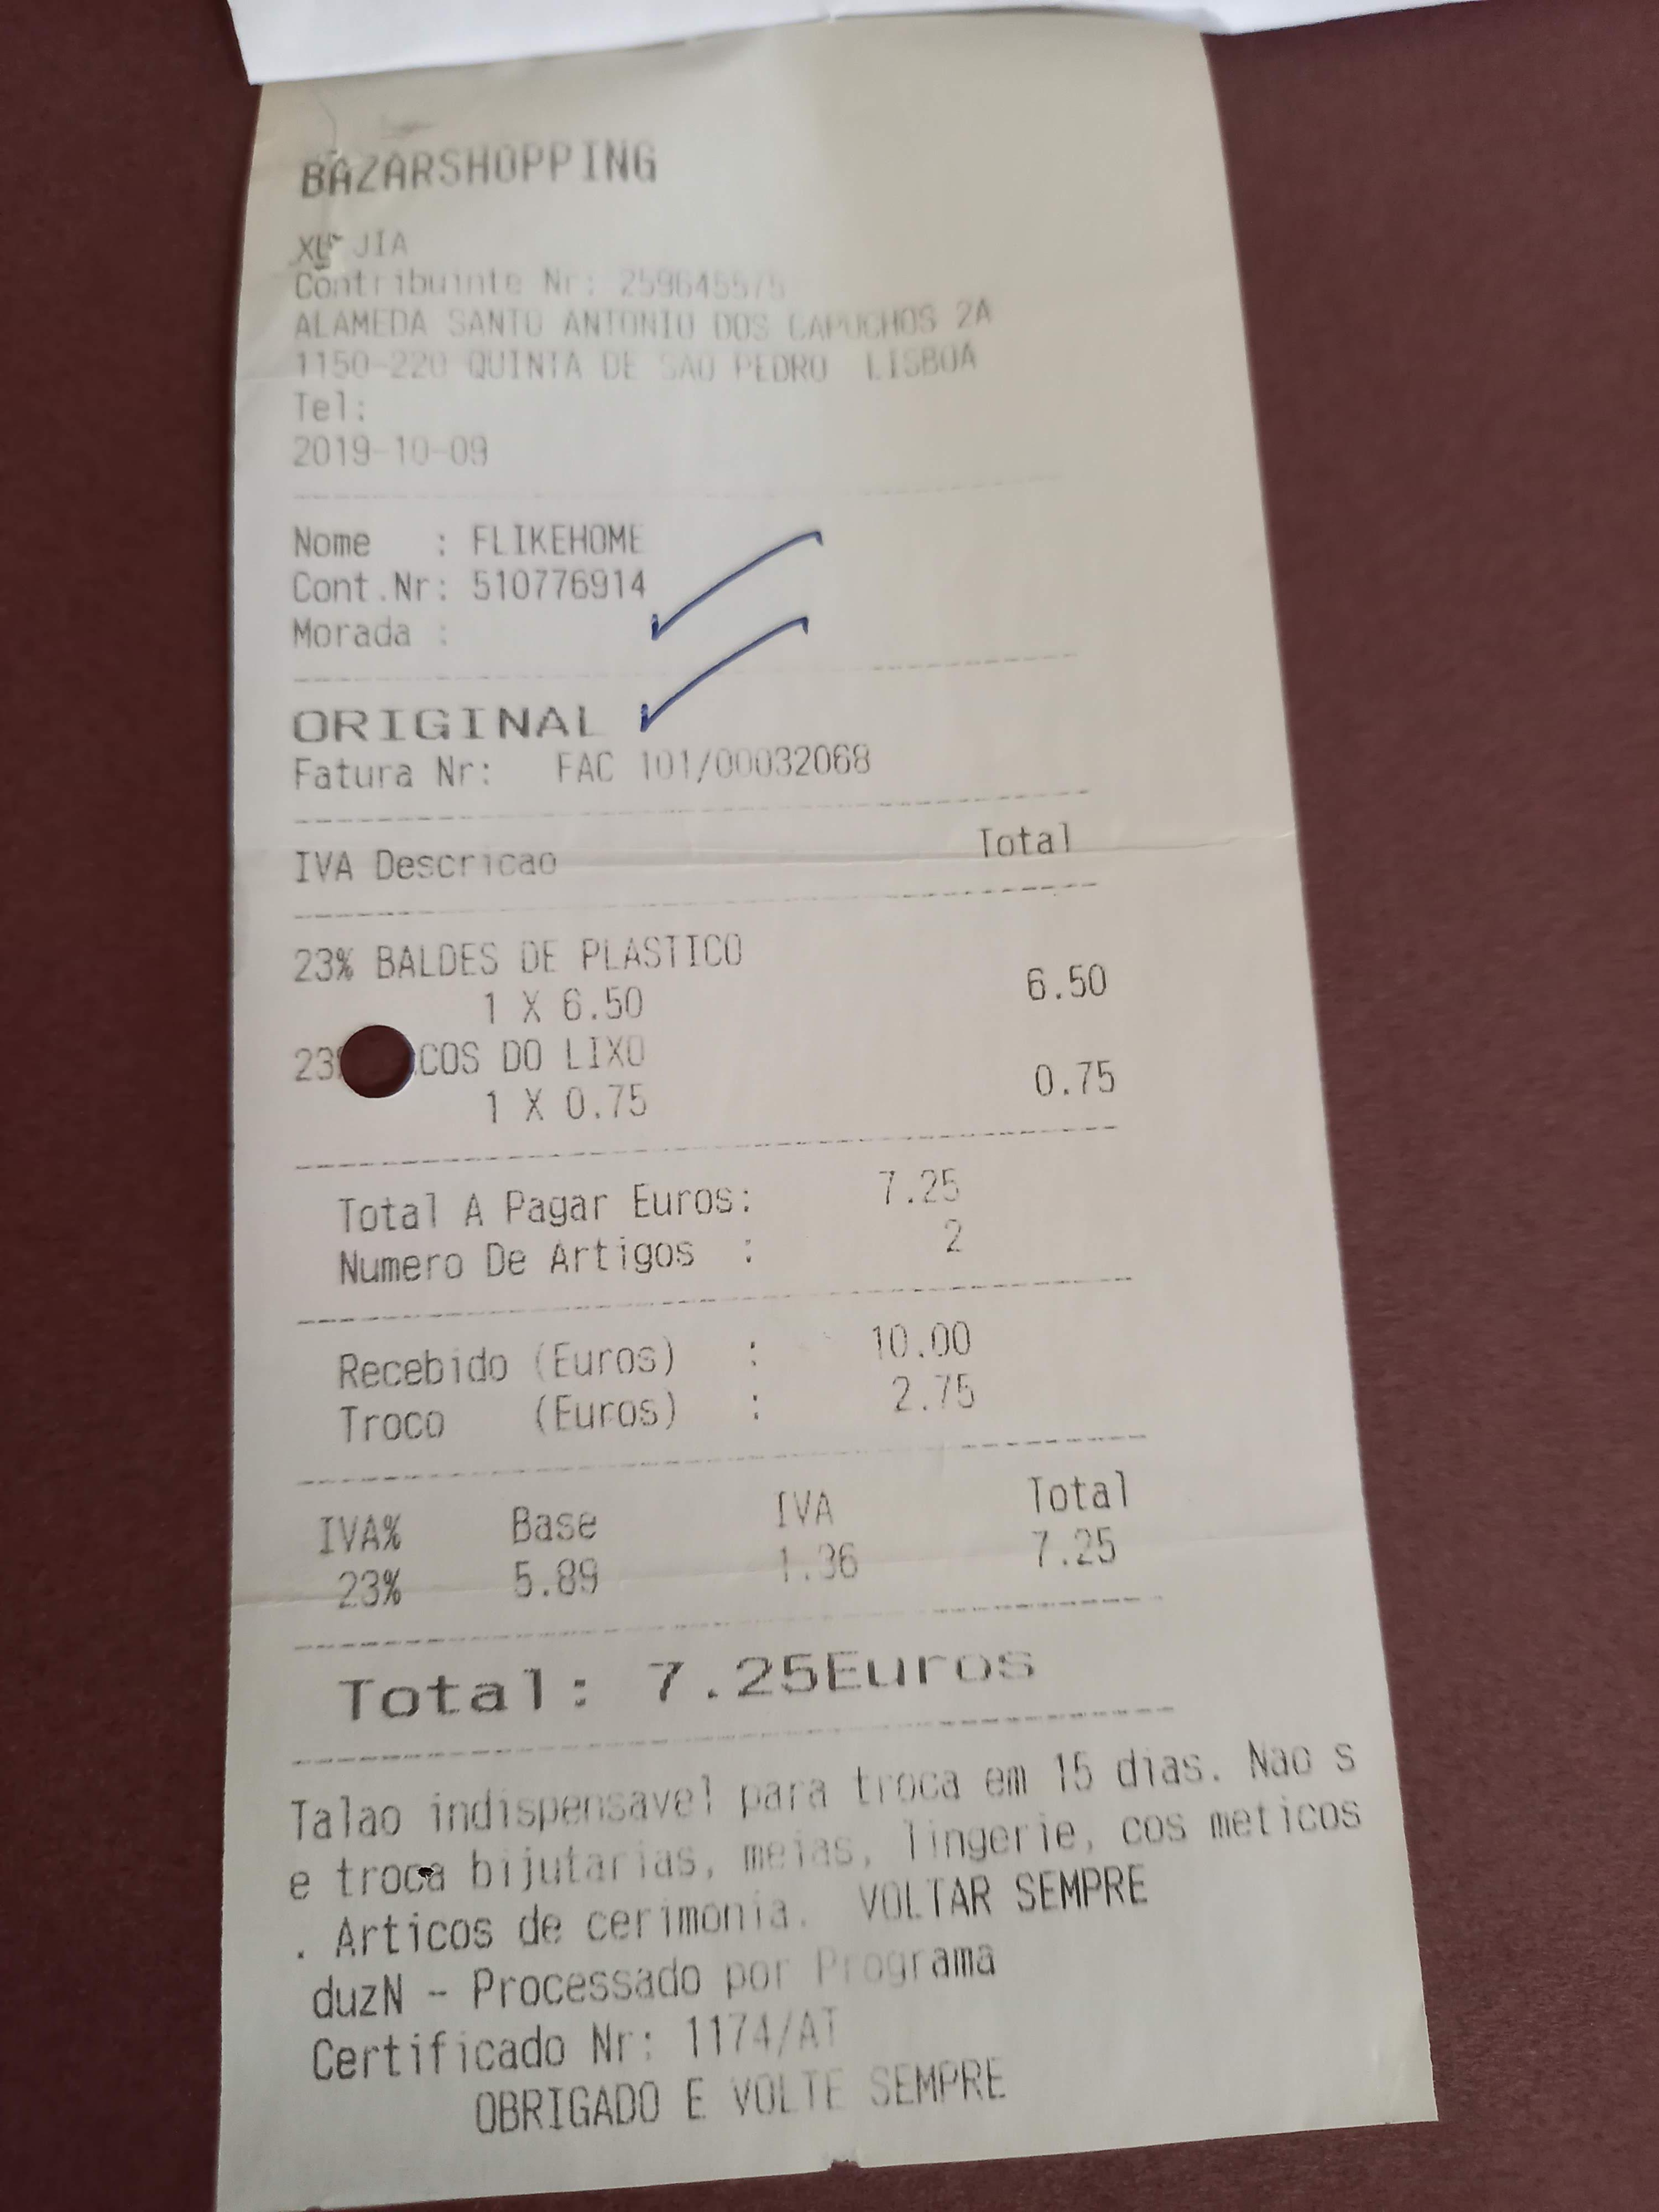 BAZARSHOPPING
XU JIA
Contribuinte Nr: 259645575
ALAMEDA SANTO ANTONIO DOS CAPUCHOS 2A
1150-220 QUINTA DE SAO PEDRO LISBOA
Tel:
2019-10-09
Nome : FLIKEHOME
Cont.Nr: 510776914
Morada :
ORIGINAL
Fatura Nr: FAC 101/00032068
IVA Descricao Total
23% BALDES DE PLASTICO
1 X 6.50 6.50
DO LIXO
1 X 0.75 0.75
Total A Pagar Euros: 7.25
Numero De Artigos : 2
Recebido (Euros) : 10.00
Troco (Euros) : 2.75
IVA% Base IVA Total
23% 5.89 1.36 7.25
Total: 7.25Euros
Talao indispensavel para troca em 15 dias. Nao s
e troca bijutarias, meias, lingerie, cos meticos
. Articos de cerimonia. VOLTAR SEMPRE
duzN - Processado por Programa
Certificado Nr: 1174/AT
OBRIGADO E VOLTE SEMPRE